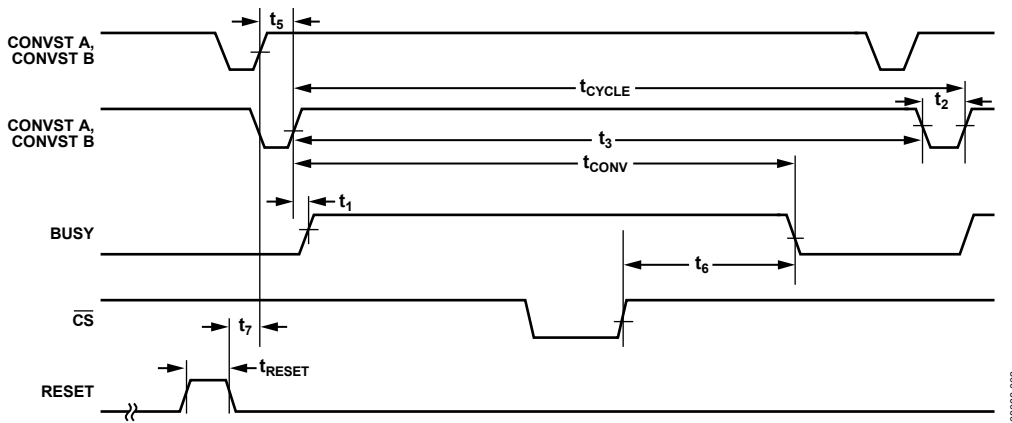 t5
CONVST A,
CONVST B
tCYCLE
t2
CONVST A,
CONVST B
t3
tCONV
t1
BUSY
t6
CS
t7
tRESET
RESET